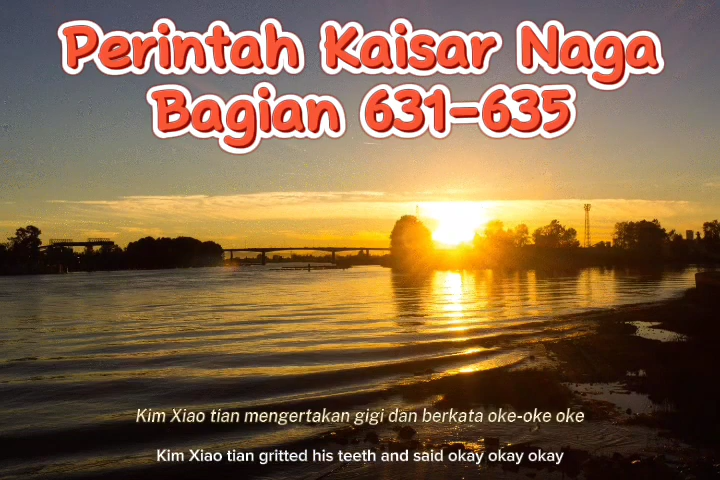 Perintah Kaisar Naga
Bagian 631-635
Kim Xiao tian mengertakan gigi dan berkata oke-oke oke
Kim Xiao tian gritted his teeth and said okay okay okay